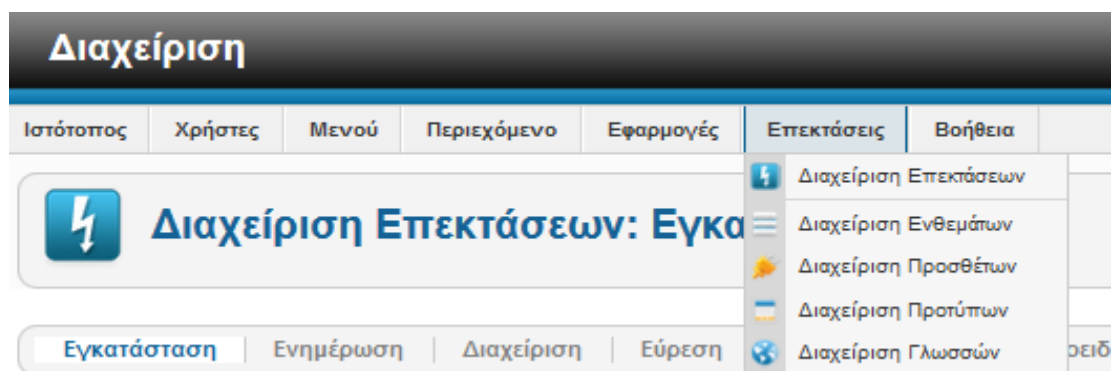 Διαχείριση
Ιστότοπος Χρήστες Μενού Περιεχόμενο Εφαρμογές Επεκτάσεις Βοήθεια
Διαχείριση Επεκτάσεων
Διαχείριση Επεκτάσεων: Εγκα
Διαχείριση Ενθεμάτων
Διαχείριση Προσθέτων
Διαχείριση Προτύπων
Διαχείριση Γλωσσών
Εγκατάσταση Ενημέρωση Διαχείριση Εύρεση